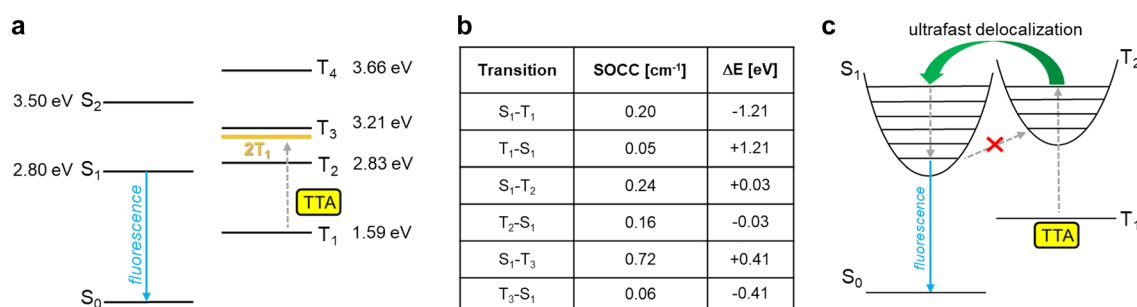 a
T₄ 3.66 eV
3.50 eV S₂
T₃ 3.21 eV
2T₁
T₂ 2.83 eV
2.80 eV S₁
TTA
fluorescence
T₁ 1.59 eV
S₀
b
Transition SOCC [cm⁻¹] ΔE [eV]
S₁-T₁ 0.20 -1.21
T₁-S₁ 0.05 +1.21
S₁-T₂ 0.24 +0.03
T₂-S₁ 0.16 -0.03
S₁-T₃ 0.72 +0.41
T₃-S₁ 0.06 -0.41
c
ultrafast delocalization
S₁ T₂
fluorescence
T₁
TTA
S₀